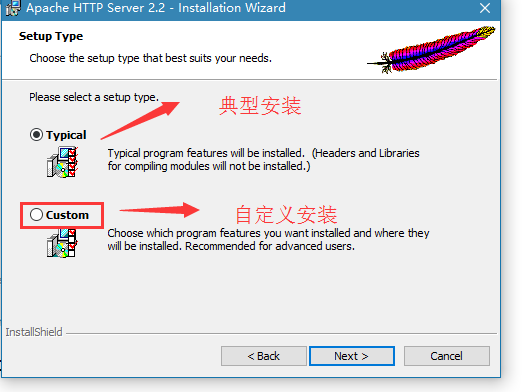 Apache HTTP Server 2.2 - Installation Wizard
Setup Type
Choose the setup type that best suits your needs.
Please select a setup type.
典型安装
Typical
Typical program features will be installed. (Headers and Libraries
for compiling modules will not be installed.)
自定义安装
Custom
Choose which program features you want installed and where they
will be installed. Recommended for advanced users.
InstallShield
< Back
Next >
Cancel